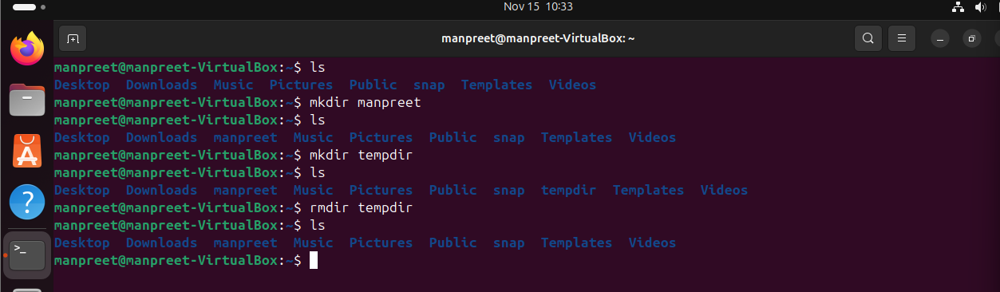 Nov 15 10:33
manpreet@manpreet-VirtualBox: ~
manpreet@manpreet-VirtualBox:~$ ls
Desktop Downloads Music Pictures Public snap Templates Videos
manpreet@manpreet-VirtualBox:~$ mkdir manpreet
manpreet@manpreet-VirtualBox:~$ ls
Desktop Downloads manpreet Music Pictures Public snap Templates Videos
manpreet@manpreet-VirtualBox:~$ mkdir tempdir
manpreet@manpreet-VirtualBox:~$ ls
Desktop Downloads manpreet Music Pictures Public snap tempdir Templates Videos
manpreet@manpreet-VirtualBox:~$ rmdir tempdir
manpreet@manpreet-VirtualBox:~$ ls
Desktop Downloads manpreet Music Pictures Public snap Templates Videos
manpreet@manpreet-VirtualBox:~$